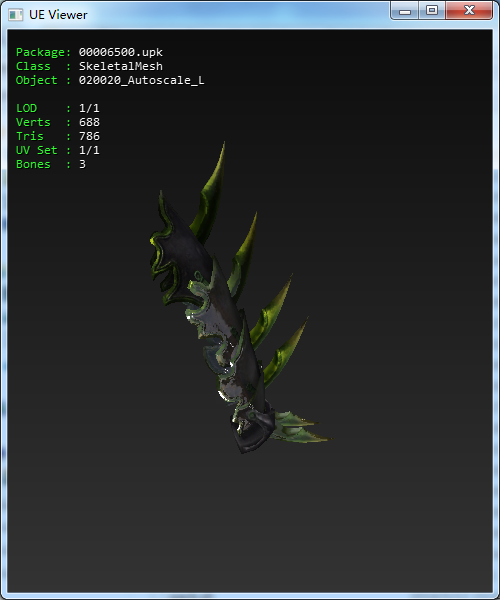 UE Viewer
Package: 00006500.upk
Class : SkeletalMesh
Object : 020020_Autoscale_L
LOD : 1/1
Verts : 688
Tris : 786
UV Set : 1/1
Bones : 3